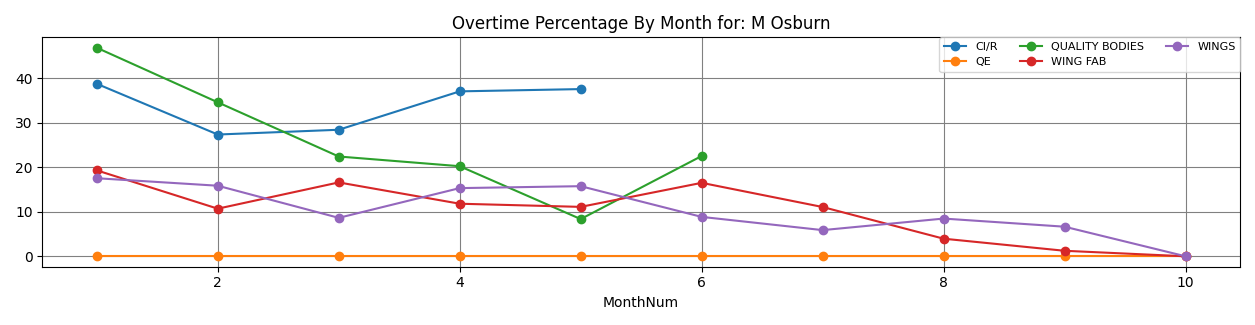 Overtime Percentage By Month for: M Osburn
CI/R
QE
QUALITY BODIES
WING FAB
WINGS
40
30
20
10
0
2 4 6 8 10
MonthNum